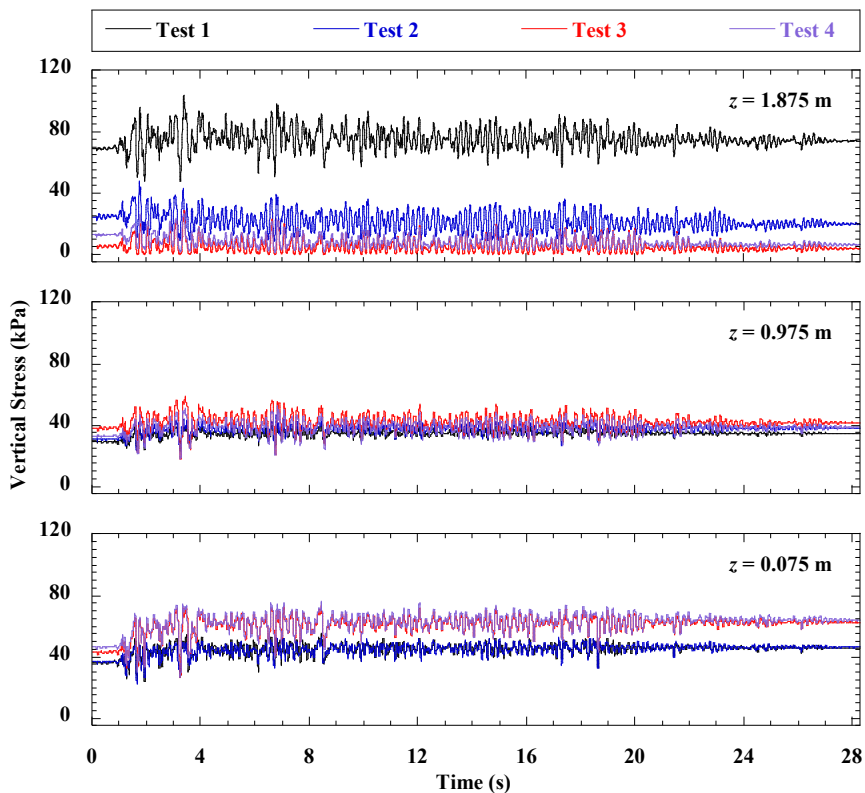 Test 1 Test 2 Test 3 Test 4
120
z = 1.875 m
80
40
0
120
z = 0.975 m
80
40
0
Vertical Stress (kPa)
120
z = 0.075 m
80
40
0
0 4 8 12 16 20 24 28
Time (s)